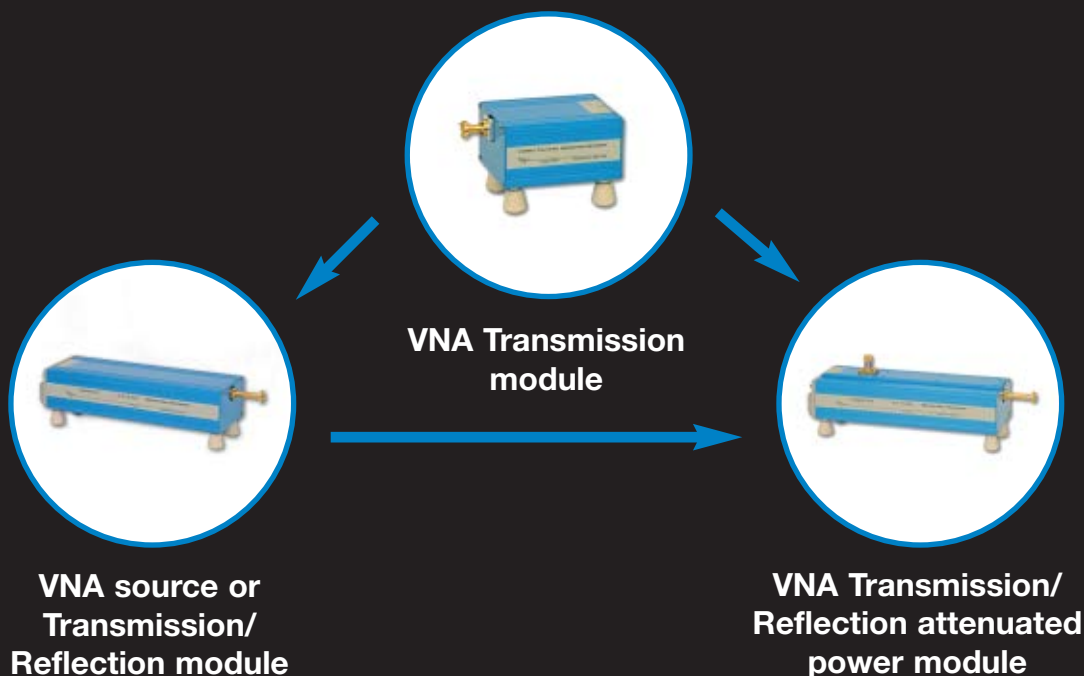 VNA Transmission
module
VNA source or
Transmission/
Reflection module
VNA Transmission/
Reflection attenuated
power module